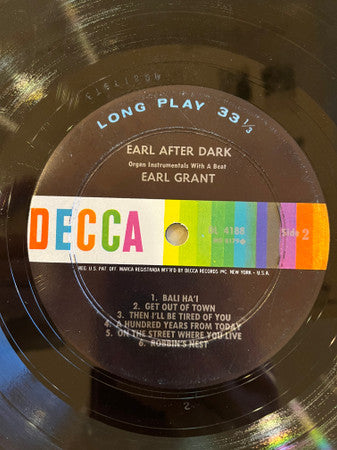 LONG PLAY 33 1/3
EARL AFTER DARK
Organ Instrumentals With A Beat
EARL GRANT
DECCA
DL 4188
Side 2
REG. U.S. PAT. OFF. MARCA REGISTRADA MF'R'D BY DECCA RECORDS INC. NEW YORK - U.S.A.
1. BALI HA'I
2. GET OUT OF TOWN
3. THEN I'LL BE TIRED OF YOU
4. A HUNDRED YEARS FROM TODAY
5. ON THE STREET WHERE YOU LIVE
6. ROBBIN'S NEST
2